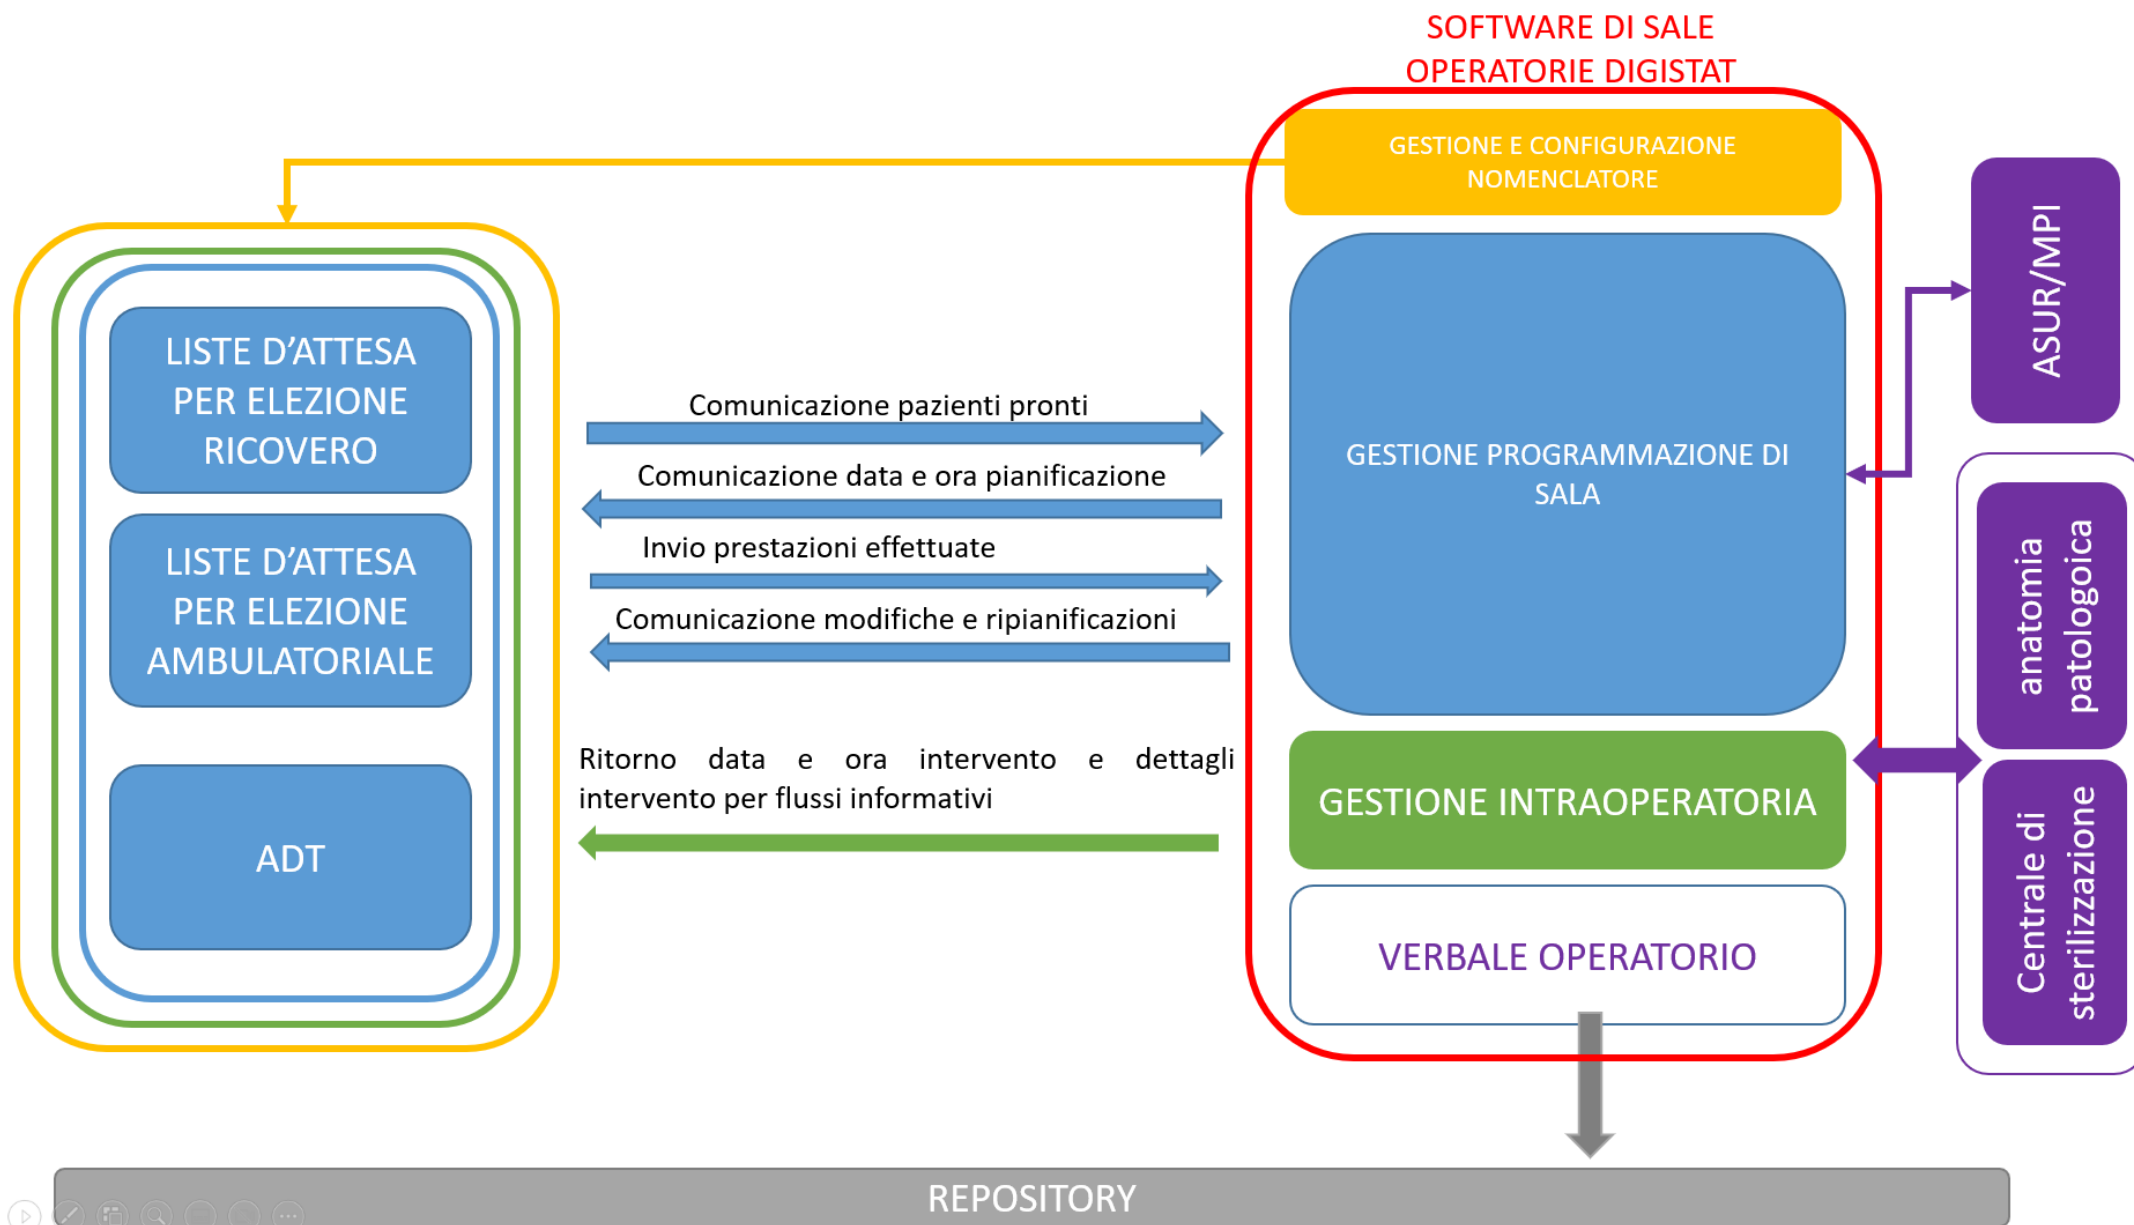 SOFTWARE DI SALE
OPERATORIE DIGISTAT
GESTIONE E CONFIGURAZIONE
NOMENCLATORE
LISTE D'ATTESA
PER ELEZIONE
RICOVERO
LISTE D'ATTESA
PER ELEZIONE
AMBULATORIALE
ADT
Comunicazione pazienti pronti
Comunicazione data e ora pianificazione
Invio prestazioni effettuate
Comunicazione modifiche e ripianificazioni
Ritorno data e ora intervento e dettagli
intervento per flussi informativi
GESTIONE PROGRAMMAZIONE DI
SALA
GESTIONE INTRAOPERATORIA
VERBALE OPERATORIO
ASUR/MPI
anatomia
patologoica
Centrale di
sterilizzazione
REPOSITORY